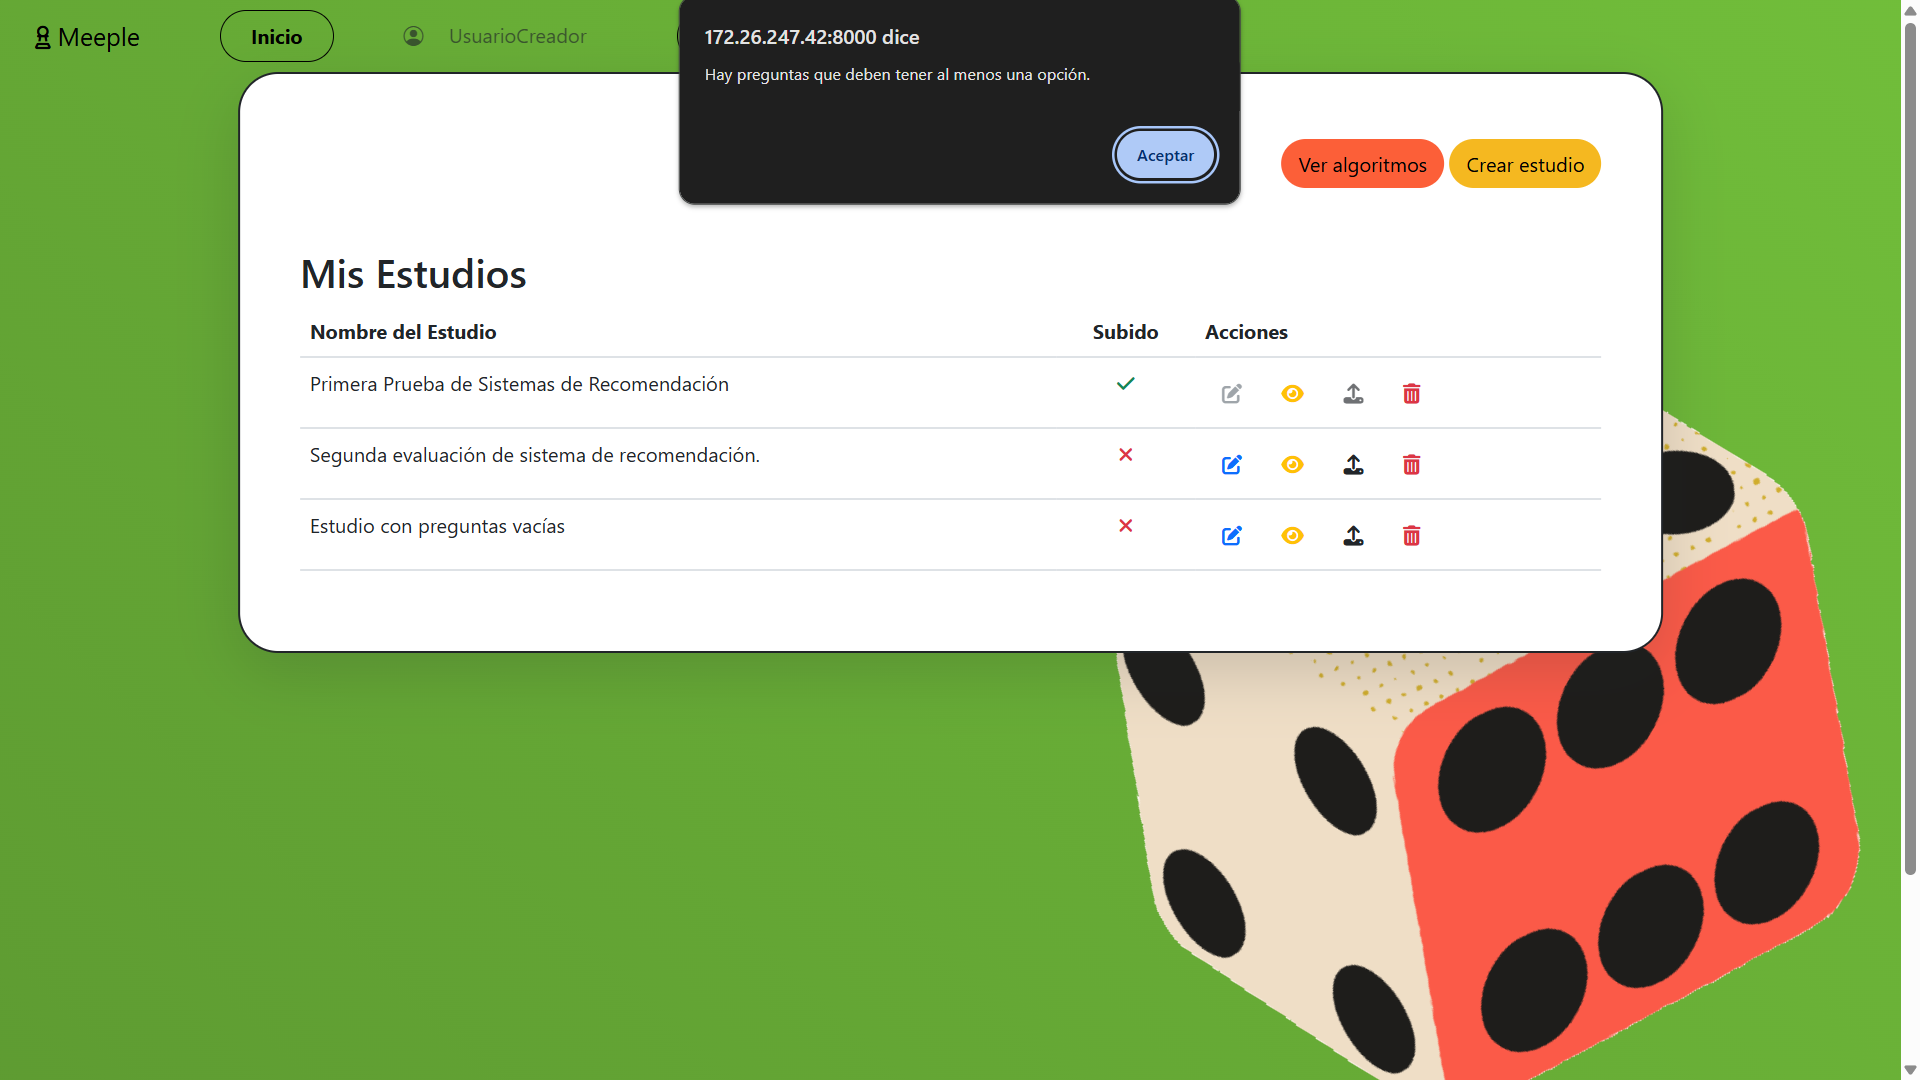 Meeple
Inicio
UsuarioCreador
172.26.247.42:8000 dice
Hay preguntas que deben tener al menos una opción.
Aceptar
Ver algoritmos
Crear estudio
Mis Estudios
Nombre del Estudio
Subido
Acciones
Primera Prueba de Sistemas de Recomendación
Segunda evaluación de sistema de recomendación.
Estudio con preguntas vacías